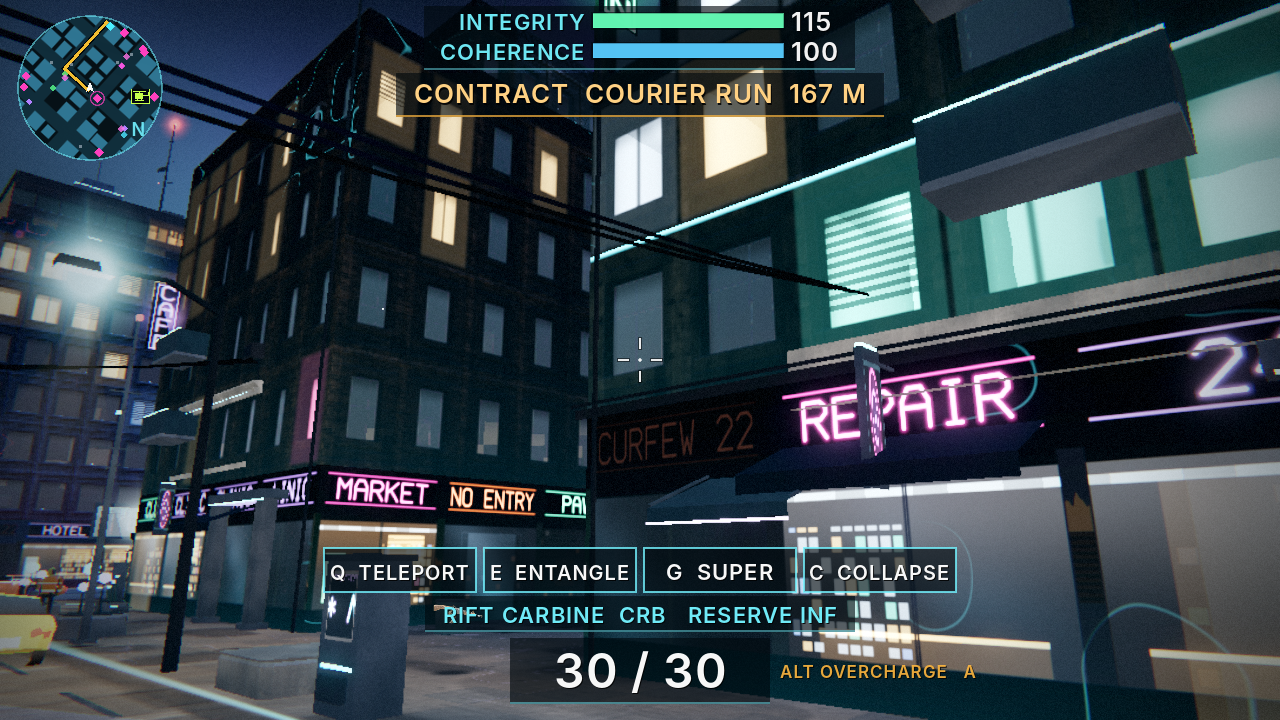 INTEGRITY 115
COHERENCE 100
CONTRACT COURIER RUN 167 M
N
CAFE
REPAIR
CURFEW 22
MARKET
NO ENTRY
HOTEL
Q TELEPORT
E ENTANGLE
G SUPER
C COLLAPSE
RIFT CARBINE CRB RESERVE INF
30 / 30
ALT OVERCHARGE A